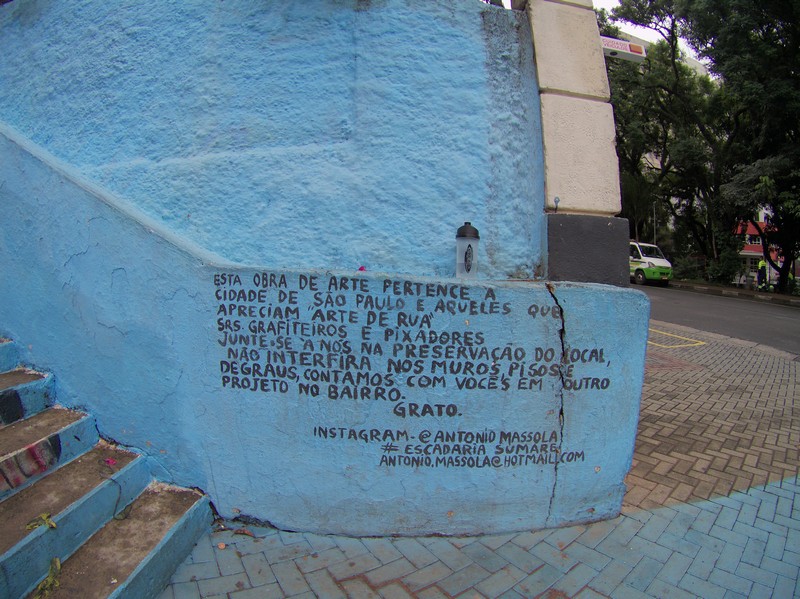 ESTA OBRA DE ARTE PERTENCE A
CIDADE DE SÃO PAULO E AQUELES QUE
APRECIAM "ARTE DE RUA"
SRS. GRAFITEIROS E PIXADORES
JUNTE-SE A NÓS NA PRESERVAÇÃO DO LOCAL,
NÃO INTERFIRA NOS MUROS, PISOS E
DEGRAUS, CONTAMOS COM VOCÊS EM OUTRO
PROJETO NO BAIRRO.
GRATO.
INSTAGRAM - @ ANTONIO MASSOLA
# ESCADARIA SUMARÉ
ANTONIO.MASSOLA@HOTMAIL.COM